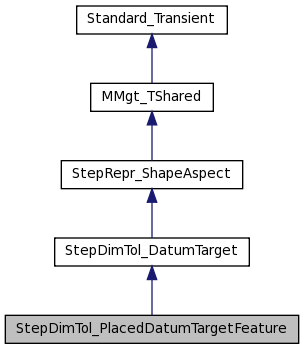 Standard_Transient
MMgt_TShared
StepRepr_ShapeAspect
StepDimTol_DatumTarget
StepDimTol_PlacedDatumTargetFeature